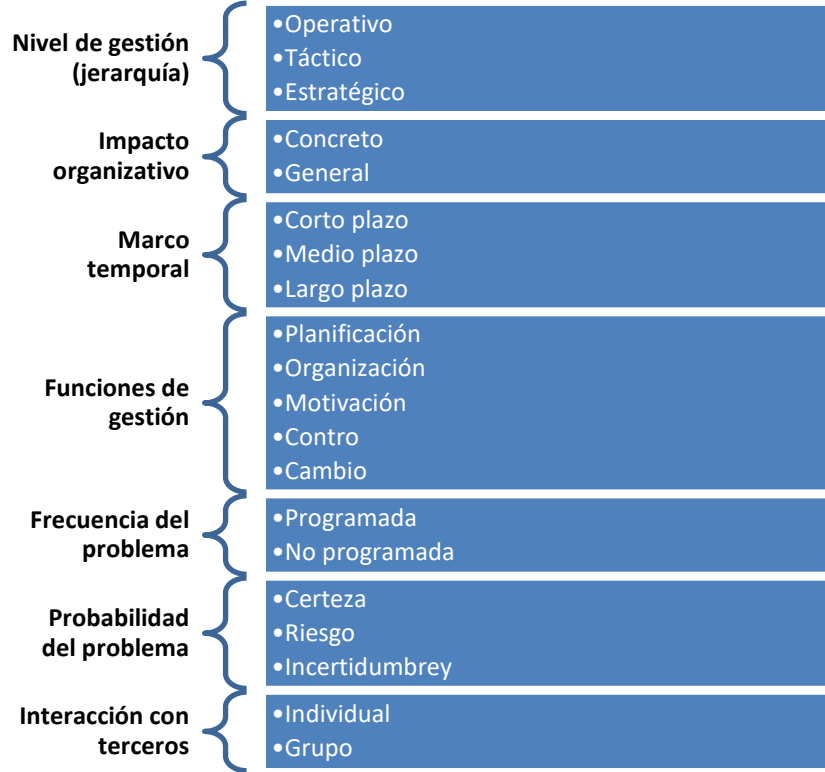 Nivel de gestión
(jerarquía)
•Operativo
•Táctico
•Estratégico
Impacto
organizativo
•Concreto
•General
Marco
temporal
•Corto plazo
•Medio plazo
•Largo plazo
Funciones de
gestión
•Planificación
•Organización
•Motivación
•Contro
•Cambio
Frecuencia del
problema
•Programada
•No programada
Probabilidad
del problema
•Certeza
•Riesgo
•Incertidumbrey
Interacción con
terceros
•Individual
•Grupo